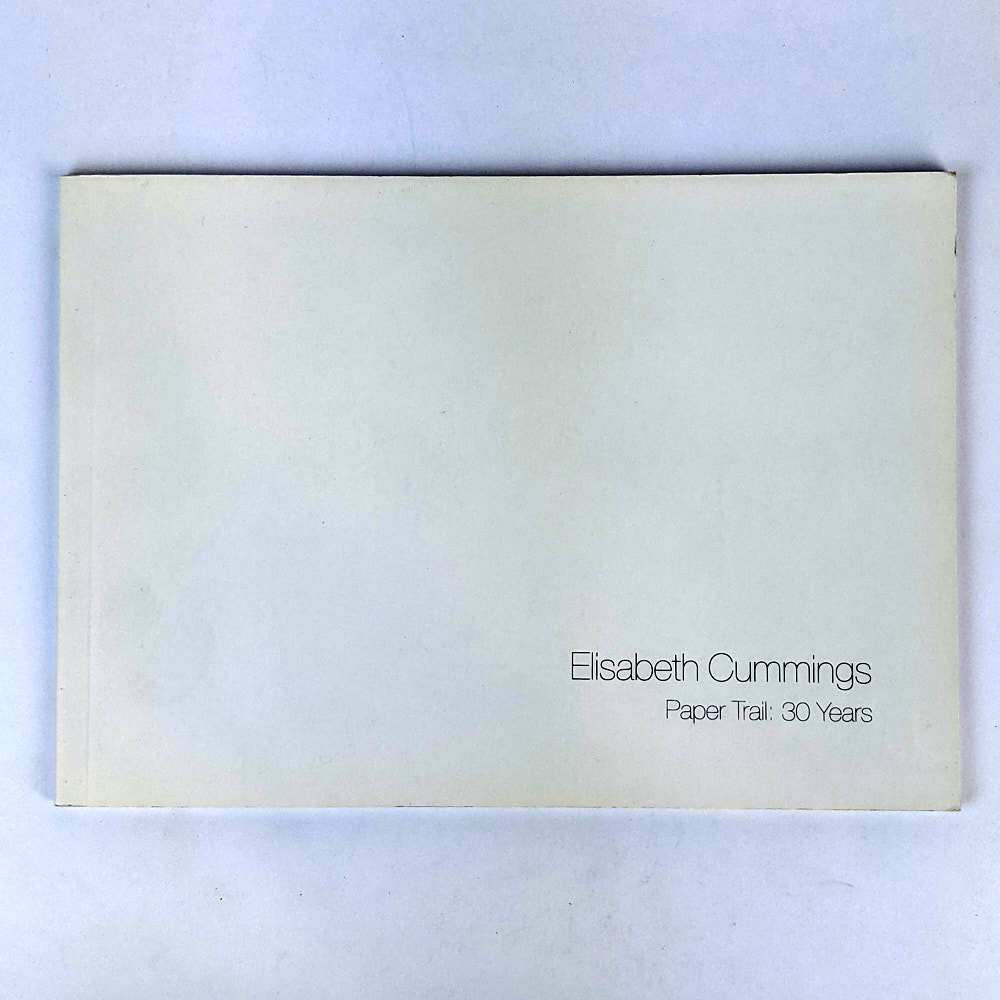 Elisabeth Cummings
Paper Trail: 30 Years